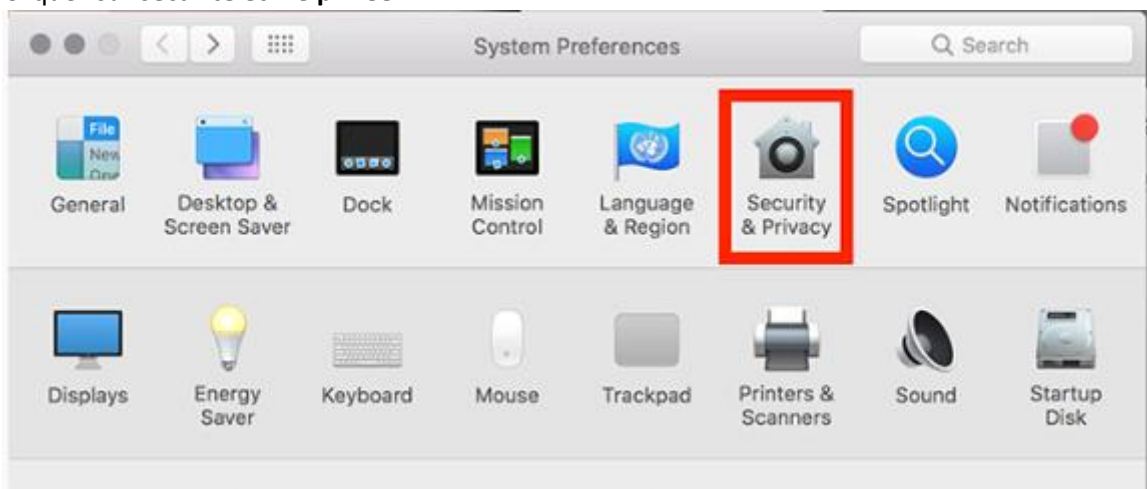 System Preferences
Search
File
New
General
Desktop &
Screen Saver
Dock
Mission
Control
Language
& Region
Security
& Privacy
Spotlight
Notifications
Displays
Energy
Saver
Keyboard
Mouse
Trackpad
Printers &
Scanners
Sound
Startup
Disk